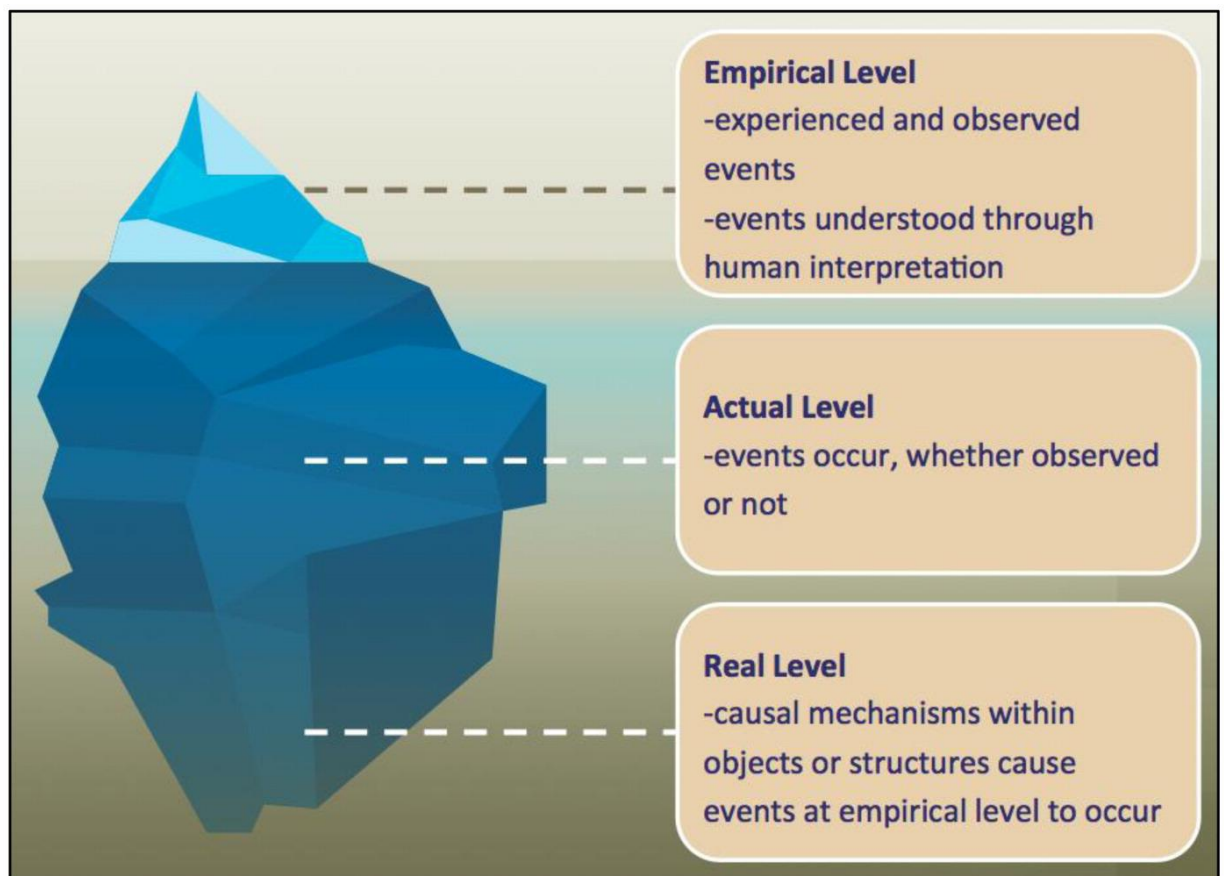 Empirical Level
-experienced and observed
events
-events understood through
human interpretation
Actual Level
-events occur, whether observed
or not
Real Level
-causal mechanisms within
objects or structures cause
events at empirical level to occur